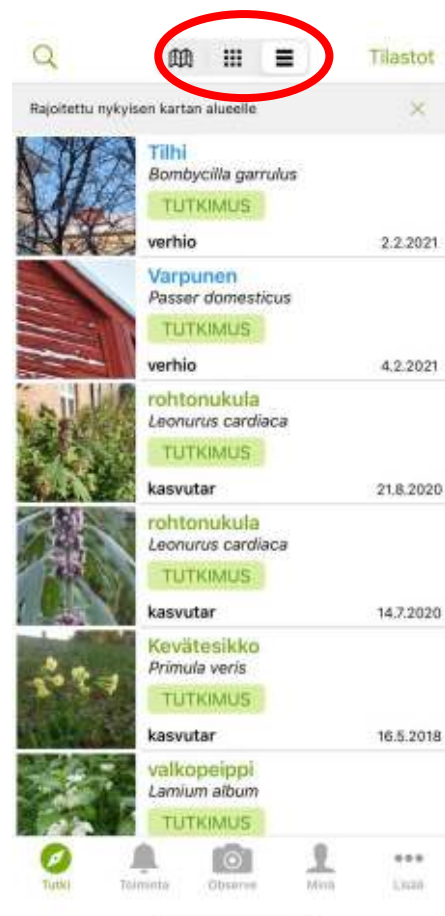 Tilastot
Rajoitettu nykyisen kartan alueelle
Tilhi
Bombycilla garrulus
TUTKIMUS
verhio 2.2.2021
Varpunen
Passer domesticus
TUTKIMUS
verhio 4.2.2021
rohtonukula
Leonurus cardiaca
TUTKIMUS
kasvutar 21.8.2020
rohtonukula
Leonurus cardiaca
TUTKIMUS
kasvutar 14.7.2020
Kevätesikko
Primula veris
TUTKIMUS
kasvutar 16.5.2018
valkopeippi
Lamium album
TUTKIMUS
Tutki Toiminta Observe Minä Lisää